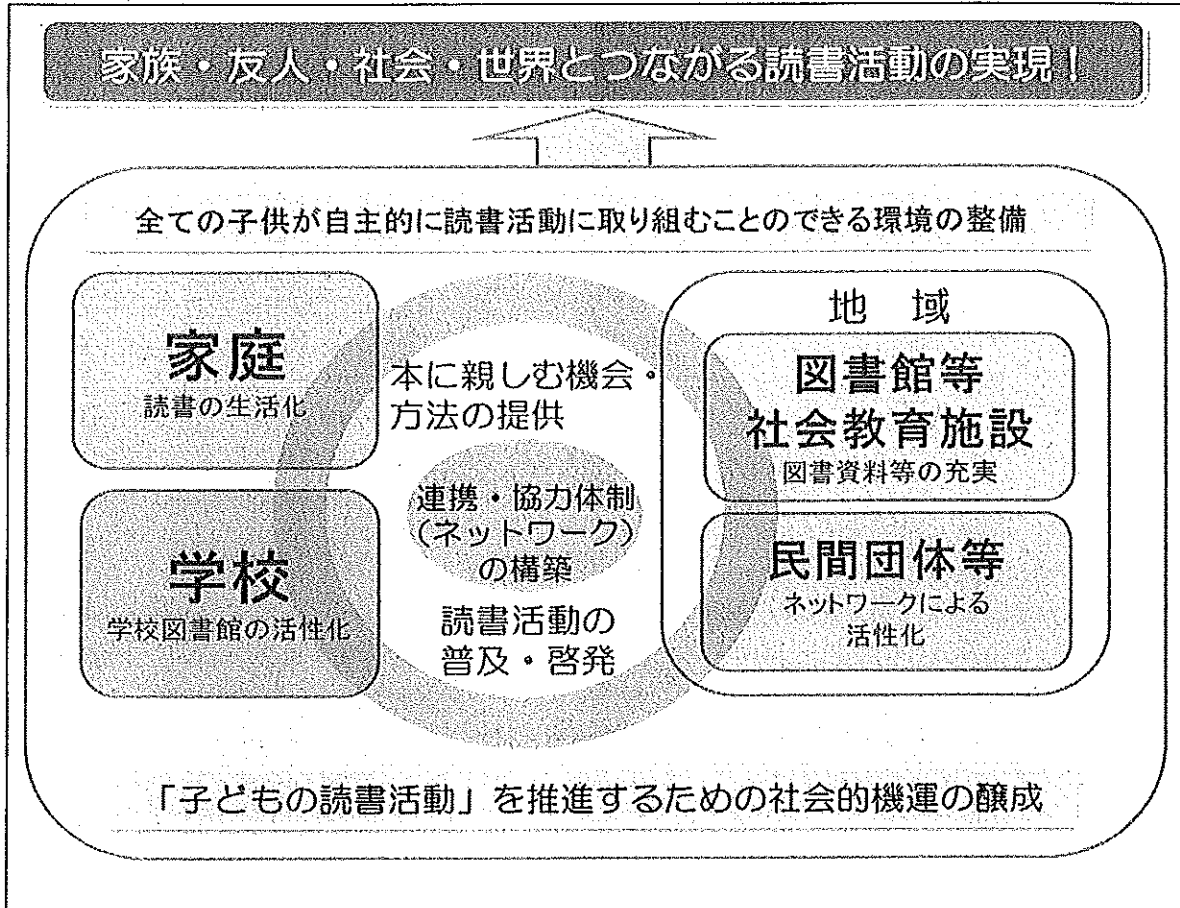 家族・友人・社会・世界とつながる読書活動の実現！
全ての子供が自主的に読書活動に取り組むことのできる環境の整備
家庭
読書の生活化
学校
学校図書館の活性化
本に親しむ機会・
方法の提供
連携・協力体制
（ネットワーク）
の構築
読書活動の
普及・啓発
地　域
図書館等
社会教育施設
図書資料等の充実
民間団体等
ネットワークによる
活性化
「子どもの読書活動」を推進するための社会的機運の醸成